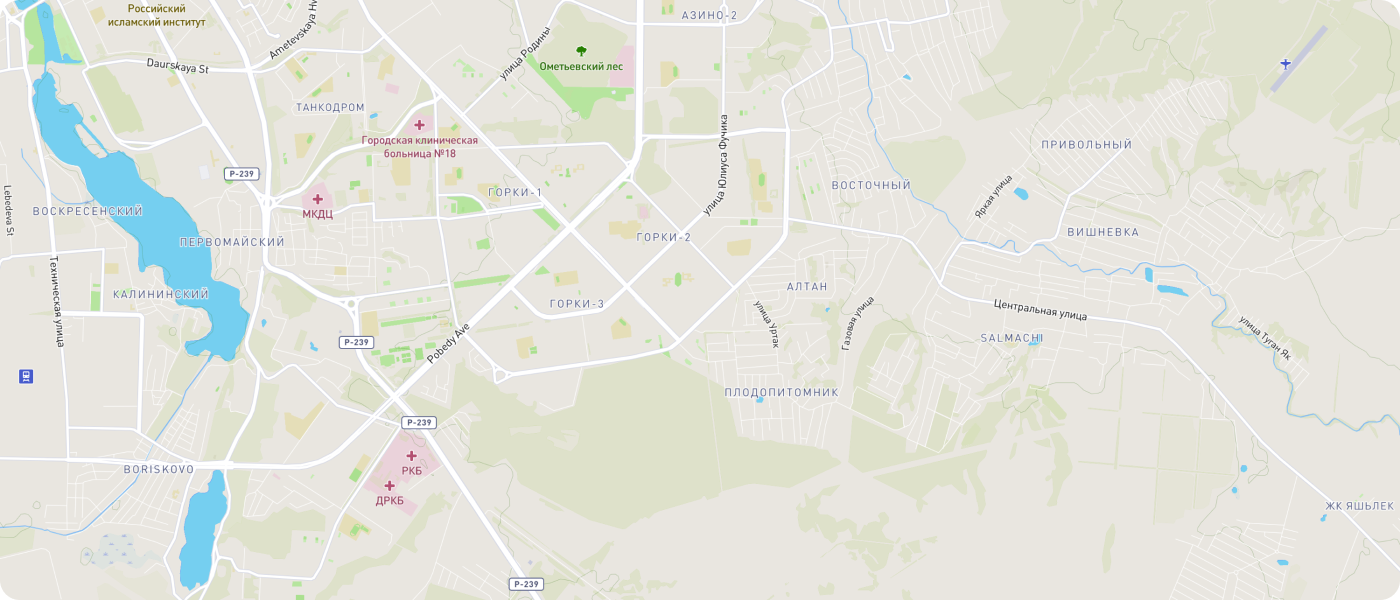 Российский
исламский институт
Ametevskaya
улица Родины
АЗИНО-2
Daurskaya St
Ометьевский лес
ТАНКОДРОМ
улица Юлиуса Фучика
Городская клиническая
больница №18
ПРИВОЛЬНЫЙ
Р-239
ВОСТОЧНЫЙ
Яркая улица
Lebedeva St
ВОСКРЕСЕНСКИЙ
МКДЦ
ГОРКИ-1
ПЕРВОМАЙСКИЙ
ГОРКИ-2
ВИШНЕВКА
Техническая улица
КАЛИНИНСКИЙ
ГОРКИ-3
АЛТАН
улица Уртак
Газовая улица
Центральная улица
улица Туган Як
SALMACHI
Р-239
Pobedy Ave
ПЛОДОПИТОМНИК
Р-239
BORISKOVO
РКБ
ДРКБ
ЖК ЯШЬЛЕК
Р-239